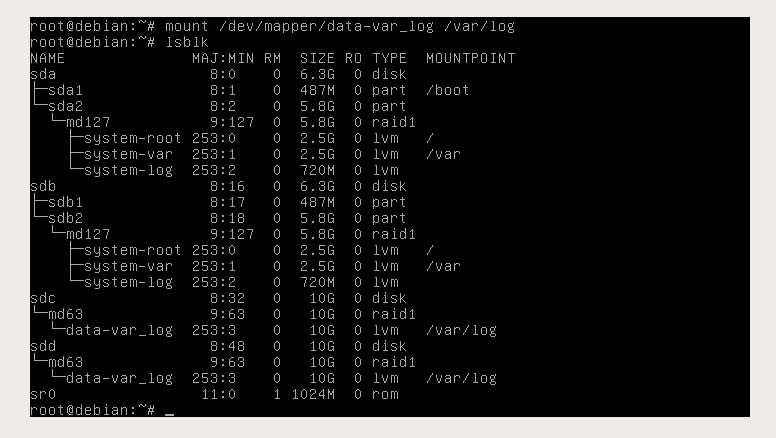 root@debian:~# mount /dev/mapper/data-var_log /var/log
root@debian:~# lsblk
NAME                MAJ:MIN RM   SIZE RO TYPE  MOUNTPOINT
sda                   8:0    0   6.3G  0 disk
├─sda1                8:1    0   487M  0 part  /boot
└─sda2                8:2    0   5.8G  0 part
  └─md127             9:127  0   5.8G  0 raid1
    ├─system-root   253:0    0   2.5G  0 lvm   /
    ├─system-var    253:1    0   2.5G  0 lvm   /var
    └─system-log    253:2    0   720M  0 lvm
sdb                   8:16   0   6.3G  0 disk
├─sdb1                8:17   0   487M  0 part
└─sdb2                8:18   0   5.8G  0 part
  └─md127             9:127  0   5.8G  0 raid1
    ├─system-root   253:0    0   2.5G  0 lvm   /
    ├─system-var    253:1    0   2.5G  0 lvm   /var
    └─system-log    253:2    0   720M  0 lvm
sdc                   8:32   0    10G  0 disk
└─md63                9:63   0    10G  0 raid1
  └─data-var_log    253:3    0    10G  0 lvm   /var/log
sdd                   8:48   0    10G  0 disk
└─md63                9:63   0    10G  0 raid1
  └─data-var_log    253:3    0    10G  0 lvm   /var/log
sr0                  11:0    1  1024M  0 rom
root@debian:~# _